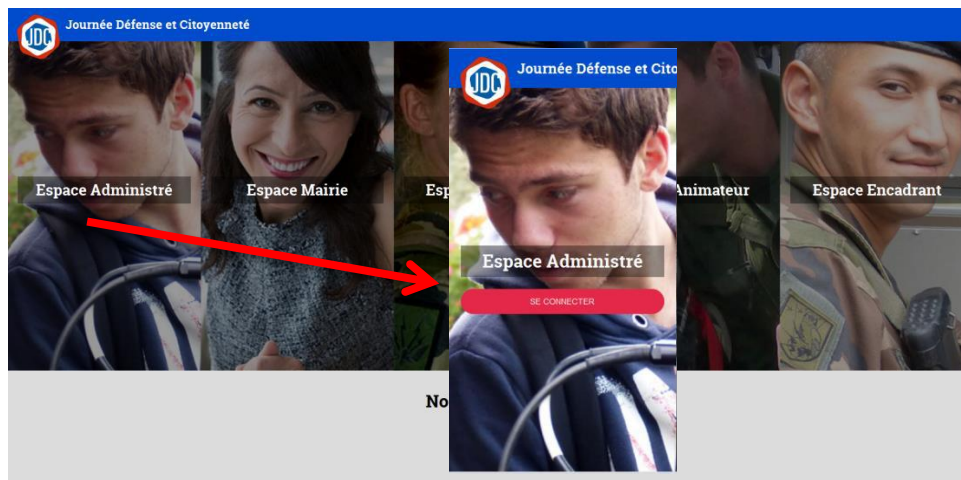 JDC
Journée Défense et Citoyenneté
Espace Administré
Espace Mairie
Esp
Animateur
Espace Encadrant
JDC
Journée Défense et Cito
Espace Administré
SE CONNECTER
No